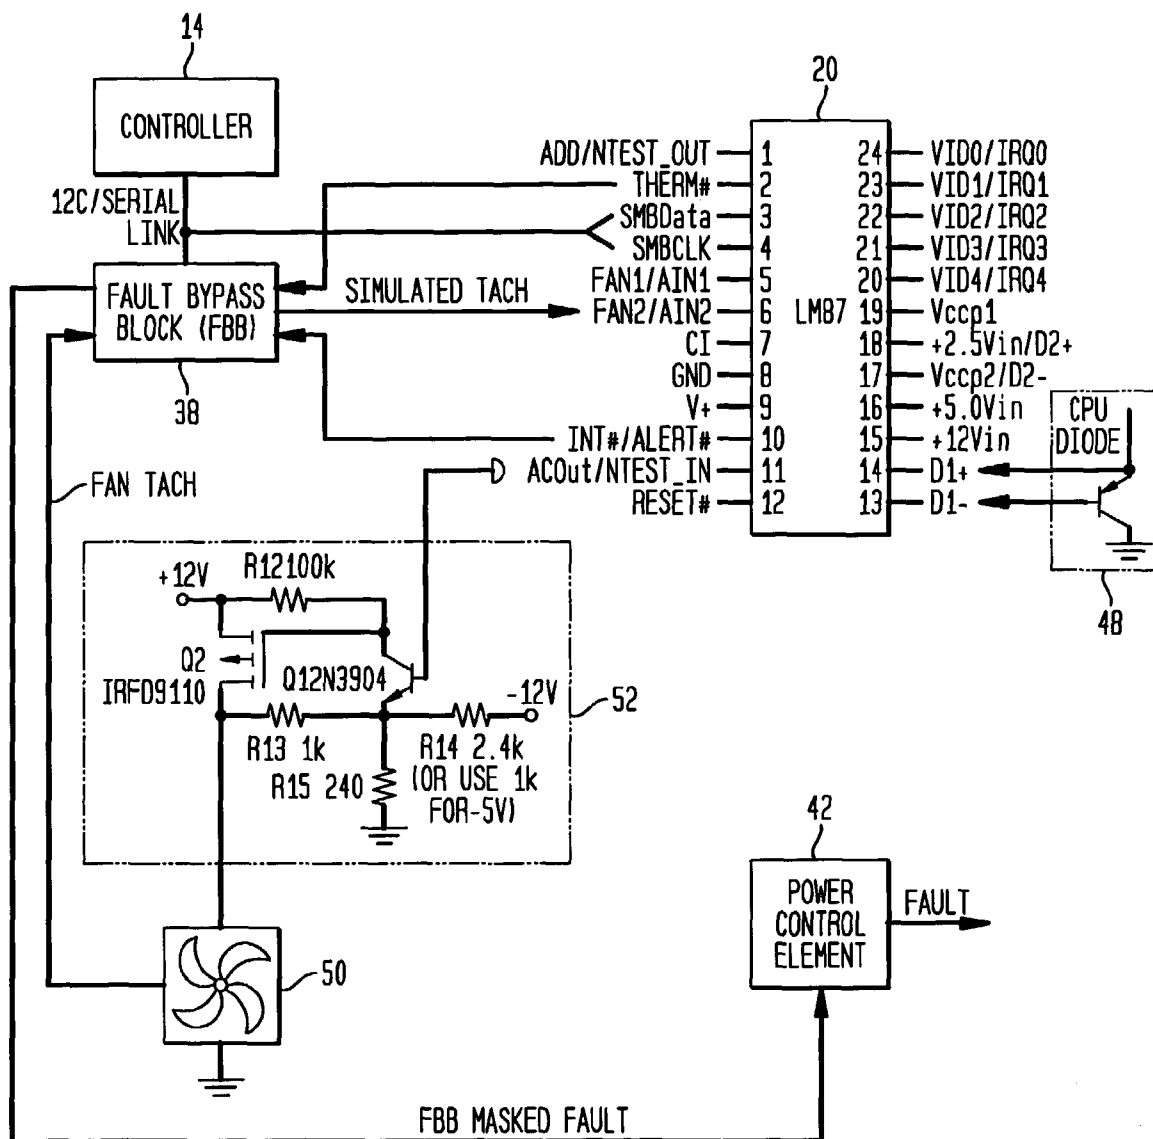 14
CONTROLLER
12C/SERIAL
LINK
FAULT BYPASS
BLOCK (FBB)
38
SIMULATED TACH
FAN TACH
20
LM87
ADD/NTEST_OUT 1
THERM# 2
SMBData 3
SMBCLK 4
FAN1/AIN1 5
FAN2/AIN2 6
CI 7
GND 8
V+ 9
INT#/ALERT# 10
ACOut/NTEST_IN 11
RESET# 12
24 VID0/IRQ0
23 VID1/IRQ1
22 VID2/IRQ2
21 VID3/IRQ3
20 VID4/IRQ4
19 Vccp1
18 +2.5Vin/D2+
17 Vccp2/D2-
16 +5.0Vin
15 +12Vin
14 D1+
13 D1-
CPU
DIODE
48
+12V
R12100k
Q2
IRFD9110
Q12N3904
-12V
52
R13 1k
R14 2.4k
(OR USE 1k
FOR-5V)
R15 240
50
42
POWER
CONTROL
ELEMENT
FAULT
FBB MASKED FAULT